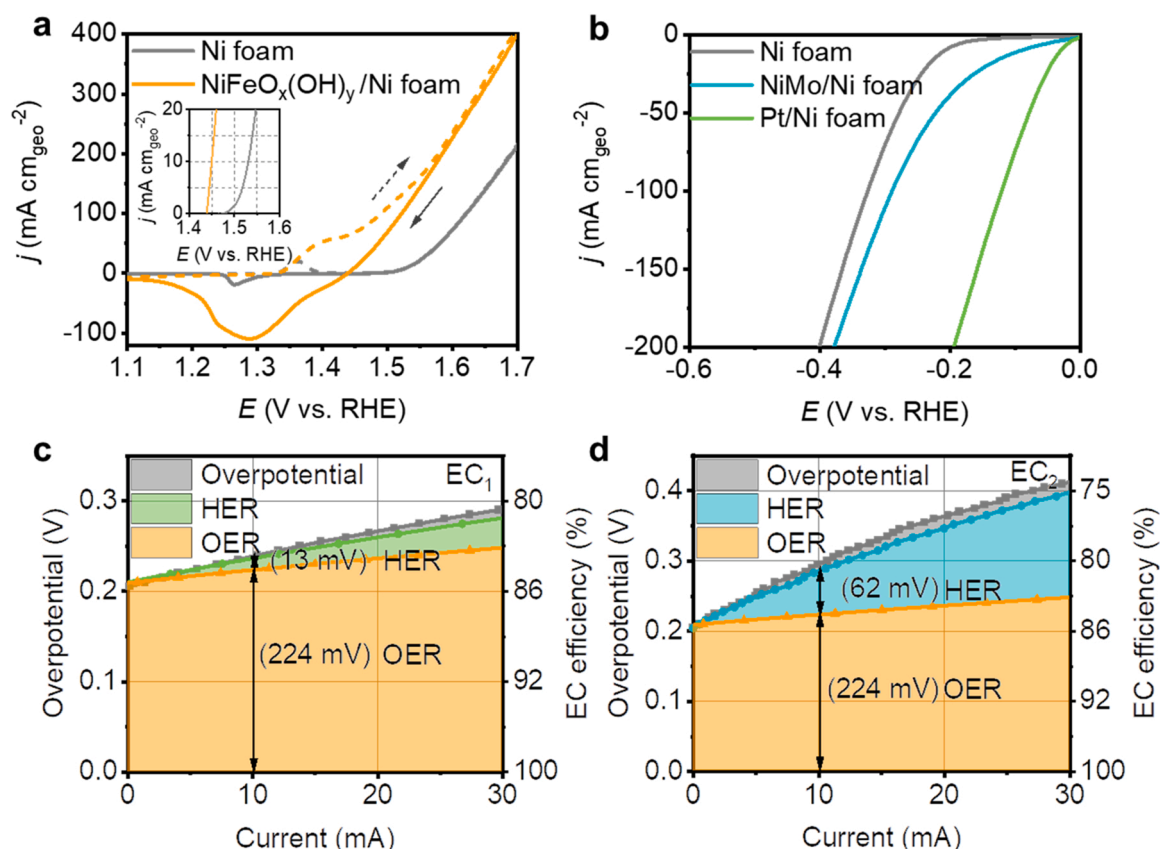 a
400
300
200
100
0
-100
j (mA cm_geo^-2)
Ni foam
NiFeOx(OH)y /Ni foam
20
10
0
j (mA cm_geo^-2)
1.4 1.5 1.6
E (V vs. RHE)
1.1 1.2 1.3 1.4 1.5 1.6 1.7
E (V vs. RHE)
b
0
-50
-100
-150
-200
j (mA cm_geo^-2)
Ni foam
NiMo/Ni foam
Pt/Ni foam
-0.6 -0.4 -0.2 0.0
E (V vs. RHE)
c
Overpotential
HER
OER
EC1
0.3
0.2
0.1
0.0
Overpotential (V)
(13 mV) HER
(224 mV) OER
80
86
92
100
EC efficiency (%)
0 10 20 30
Current (mA)
d
Overpotential
HER
OER
EC2
0.4
0.3
0.2
0.1
0.0
Overpotential (V)
(62 mV) HER
(224 mV) OER
75
80
86
92
100
EC efficiency (%)
0 10 20 30
Current (mA)